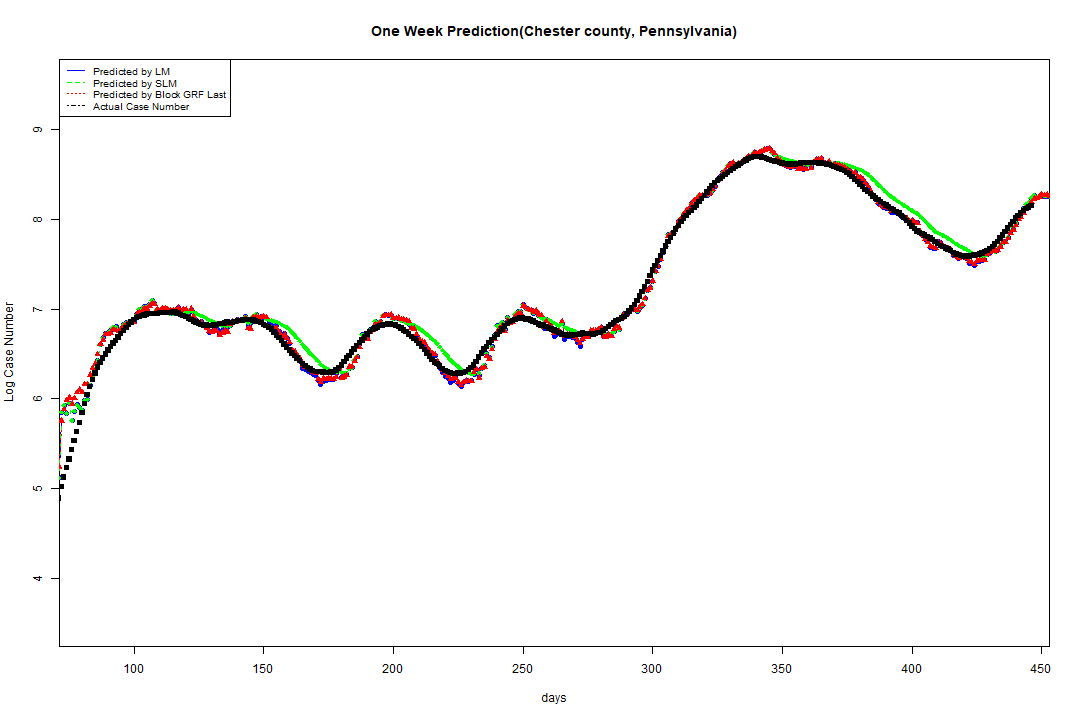 One Week Prediction(Chester county, Pennsylvania)
Predicted by LM
Predicted by SLM
Predicted by Block GRF Last
Actual Case Number
9
8
7
6
5
4
Log Case Number
100 150 200 250 300 350 400 450
days